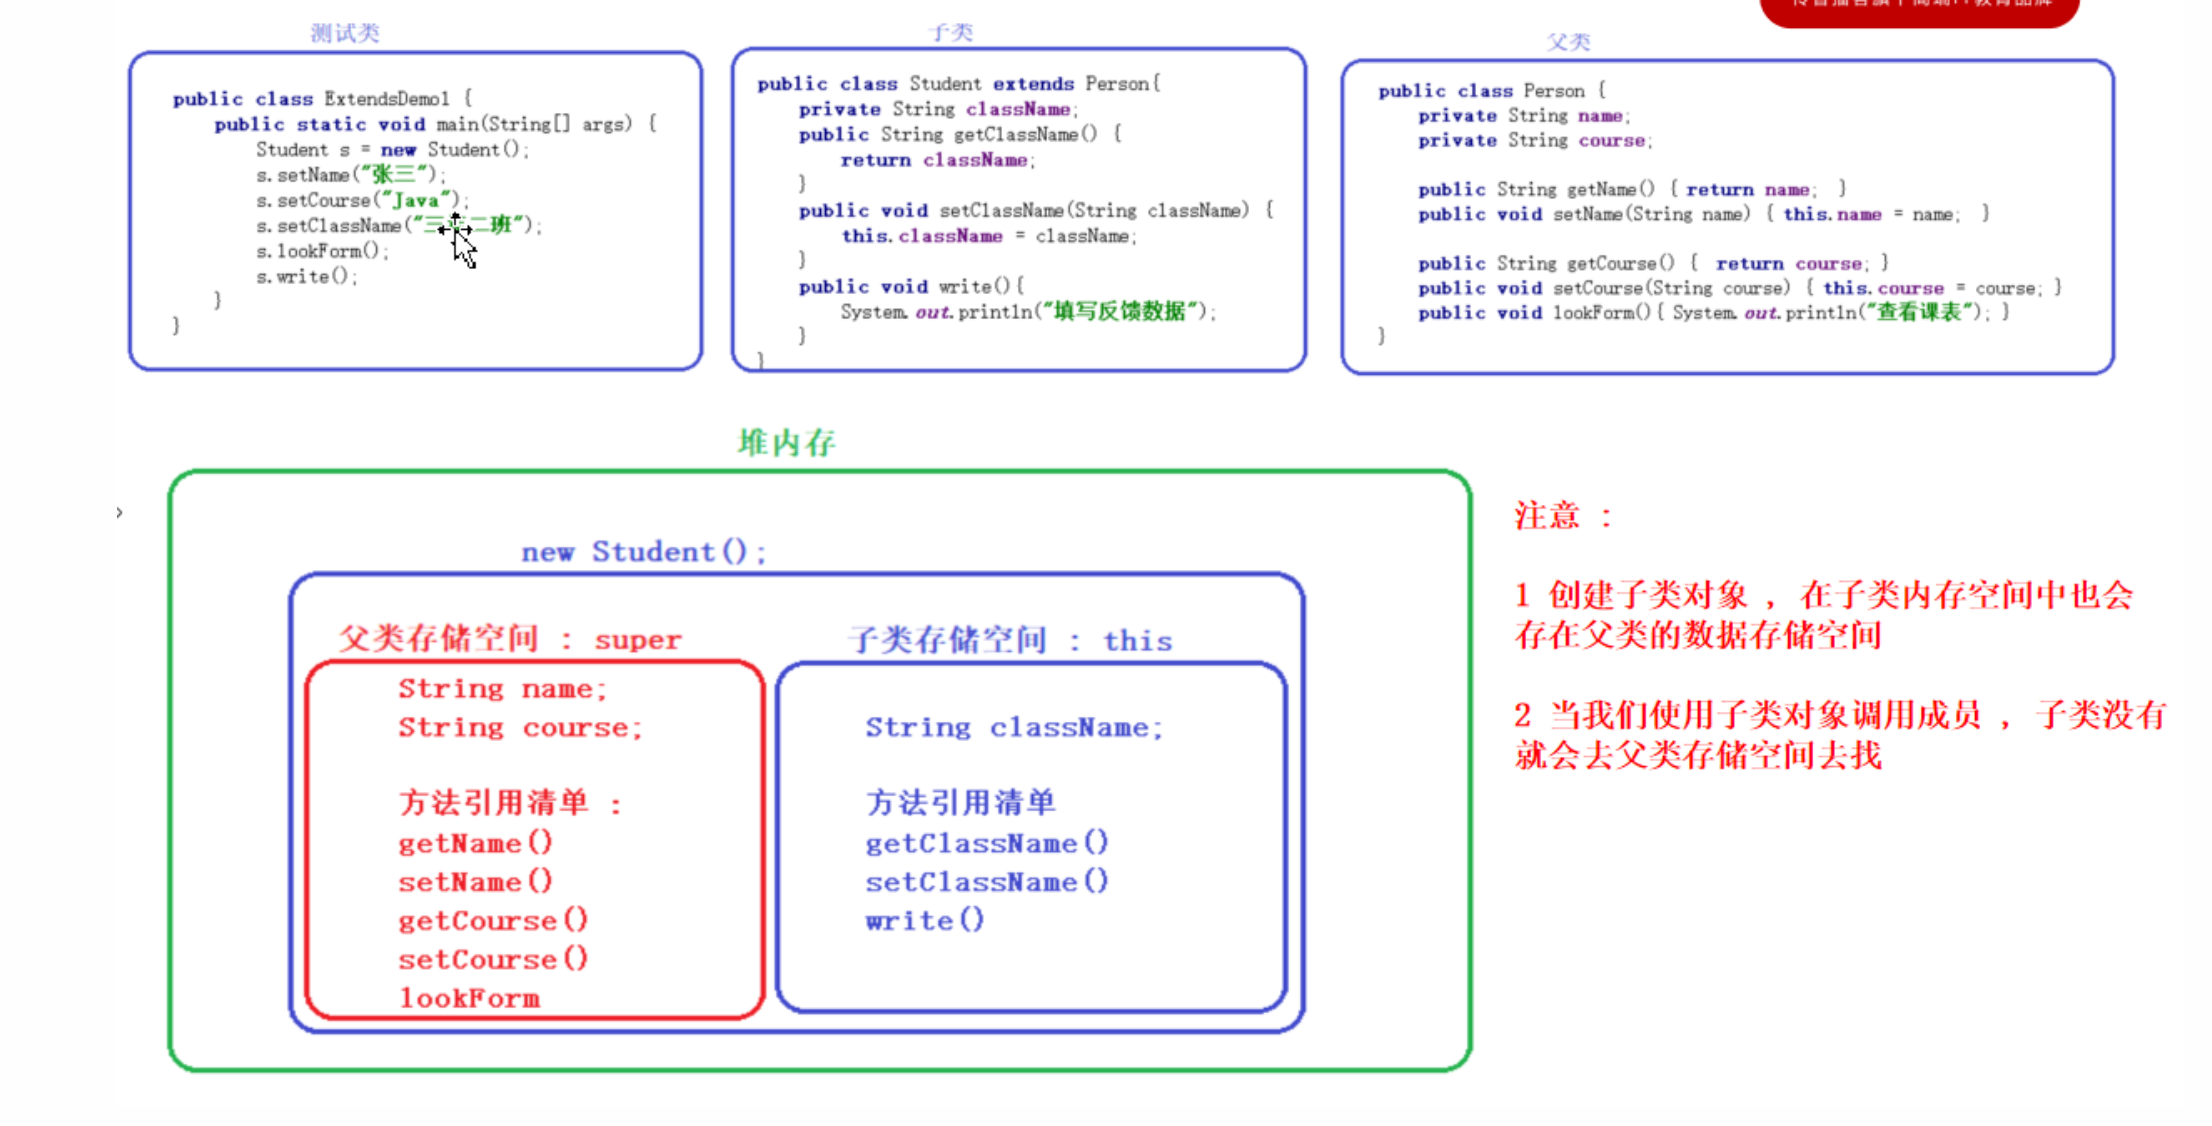 测试类
public class ExtendsDemo1 {
public static void main(String[] args) {
Student s = new Student();
s.setName("张三");
s.setCourse("Java");
s.setClassName("三 二班");
s.lookForm();
s.write();
}
}
子类
public class Student extends Person{
private String className;
public String getClassName() {
return className;
}
public void setClassName(String className) {
this.className = className;
}
public void write(){
System.out.println("填写反馈数据");
}
}
父类
public class Person {
private String name;
private String course;
public String getName() { return name; }
public void setName(String name) { this.name = name; }
public String getCourse() { return course; }
public void setCourse(String course) { this.course = course; }
public void lookForm(){ System.out.println("查看课表"); }
}
堆内存
new Student();
父类存储空间 : super
String name;
String course;
方法引用清单 :
getName()
setName()
getCourse()
setCourse()
lookForm
子类存储空间 : this
String className;
方法引用清单
getClassName()
setClassName()
write()
注意 :
1 创建子类对象 , 在子类内存空间中也会
存在父类的数据存储空间
2 当我们使用子类对象调用成员 , 子类没有
就会去父类存储空间去找